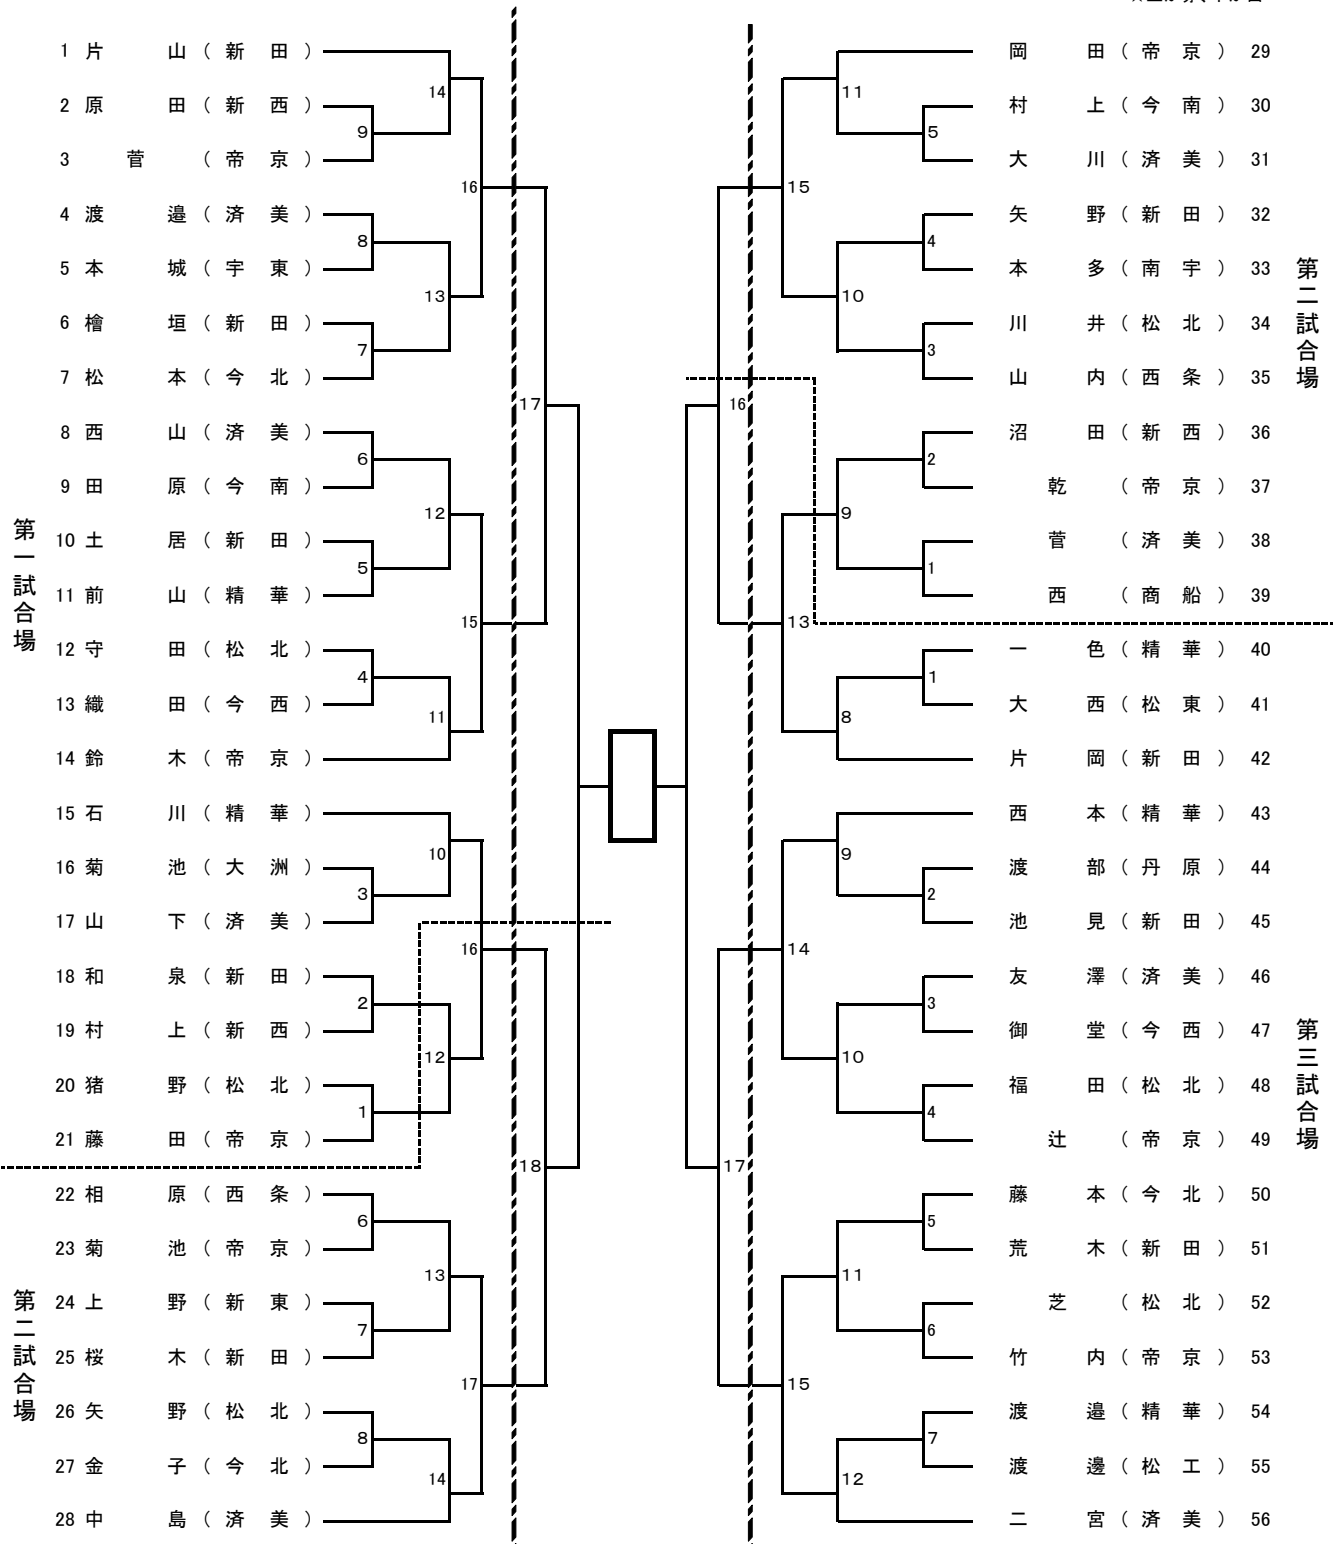 1 片 山 ( 新 田 )
2 原 田 ( 新 西 )
3 菅 ( 帝 京 )
4 渡 邉 ( 済 美 )
5 本 城 ( 宇 東 )
6 檜 垣 ( 新 田 )
7 松 本 ( 今 北 )
8 西 山 ( 済 美 )
9 田 原 ( 今 南 )
10 土 居 ( 新 田 )
11 前 山 ( 精 華 )
12 守 田 ( 松 北 )
13 織 田 ( 今 西 )
14 鈴 木 ( 帝 京 )
15 石 川 ( 精 華 )
16 菊 池 ( 大 洲 )
17 山 下 ( 済 美 )
18 和 泉 ( 新 田 )
19 村 上 ( 新 西 )
20 猪 野 ( 松 北 )
21 藤 田 ( 帝 京 )
22 相 原 ( 西 条 )
23 菊 池 ( 帝 京 )
24 上 野 ( 新 東 )
25 桜 木 ( 新 田 )
26 矢 野 ( 松 北 )
27 金 子 ( 今 北 )
28 中 島 ( 済 美 )
第一試合場
第二試合場
9
8
7
6
5
4
3
2
1
6
7
8
14
13
12
11
10
12
13
14
16
15
16
17
17
18
岡 田 ( 帝 京 ) 29
村 上 ( 今 南 ) 30
大 川 ( 済 美 ) 31
矢 野 ( 新 田 ) 32
本 多 ( 南 宇 ) 33
川 井 ( 松 北 ) 34
山 内 ( 西 条 ) 35
沼 田 ( 新 西 ) 36
乾 ( 帝 京 ) 37
菅 ( 済 美 ) 38
西 ( 商 船 ) 39
一 色 ( 精 華 ) 40
大 西 ( 松 東 ) 41
片 岡 ( 新 田 ) 42
西 本 ( 精 華 ) 43
渡 部 ( 丹 原 ) 44
池 見 ( 新 田 ) 45
友 澤 ( 済 美 ) 46
御 堂 ( 今 西 ) 47
福 田 ( 松 北 ) 48
辻 ( 帝 京 ) 49
藤 本 ( 今 北 ) 50
荒 木 ( 新 田 ) 51
芝 ( 松 北 ) 52
竹 内 ( 帝 京 ) 53
渡 邉 ( 精 華 ) 54
渡 邊 ( 松 工 ) 55
二 宮 ( 済 美 ) 56
第二試合場
第三試合場
5
4
3
2
1
1
2
3
4
5
6
7
11
10
9
8
9
10
11
12
15
13
14
15
16
17